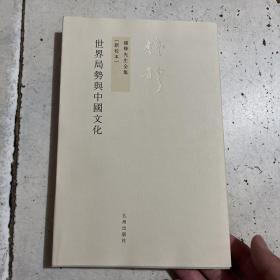 錢穆
錢穆先生全集
［新校本］
世界局勢與中國文化
九州出版社